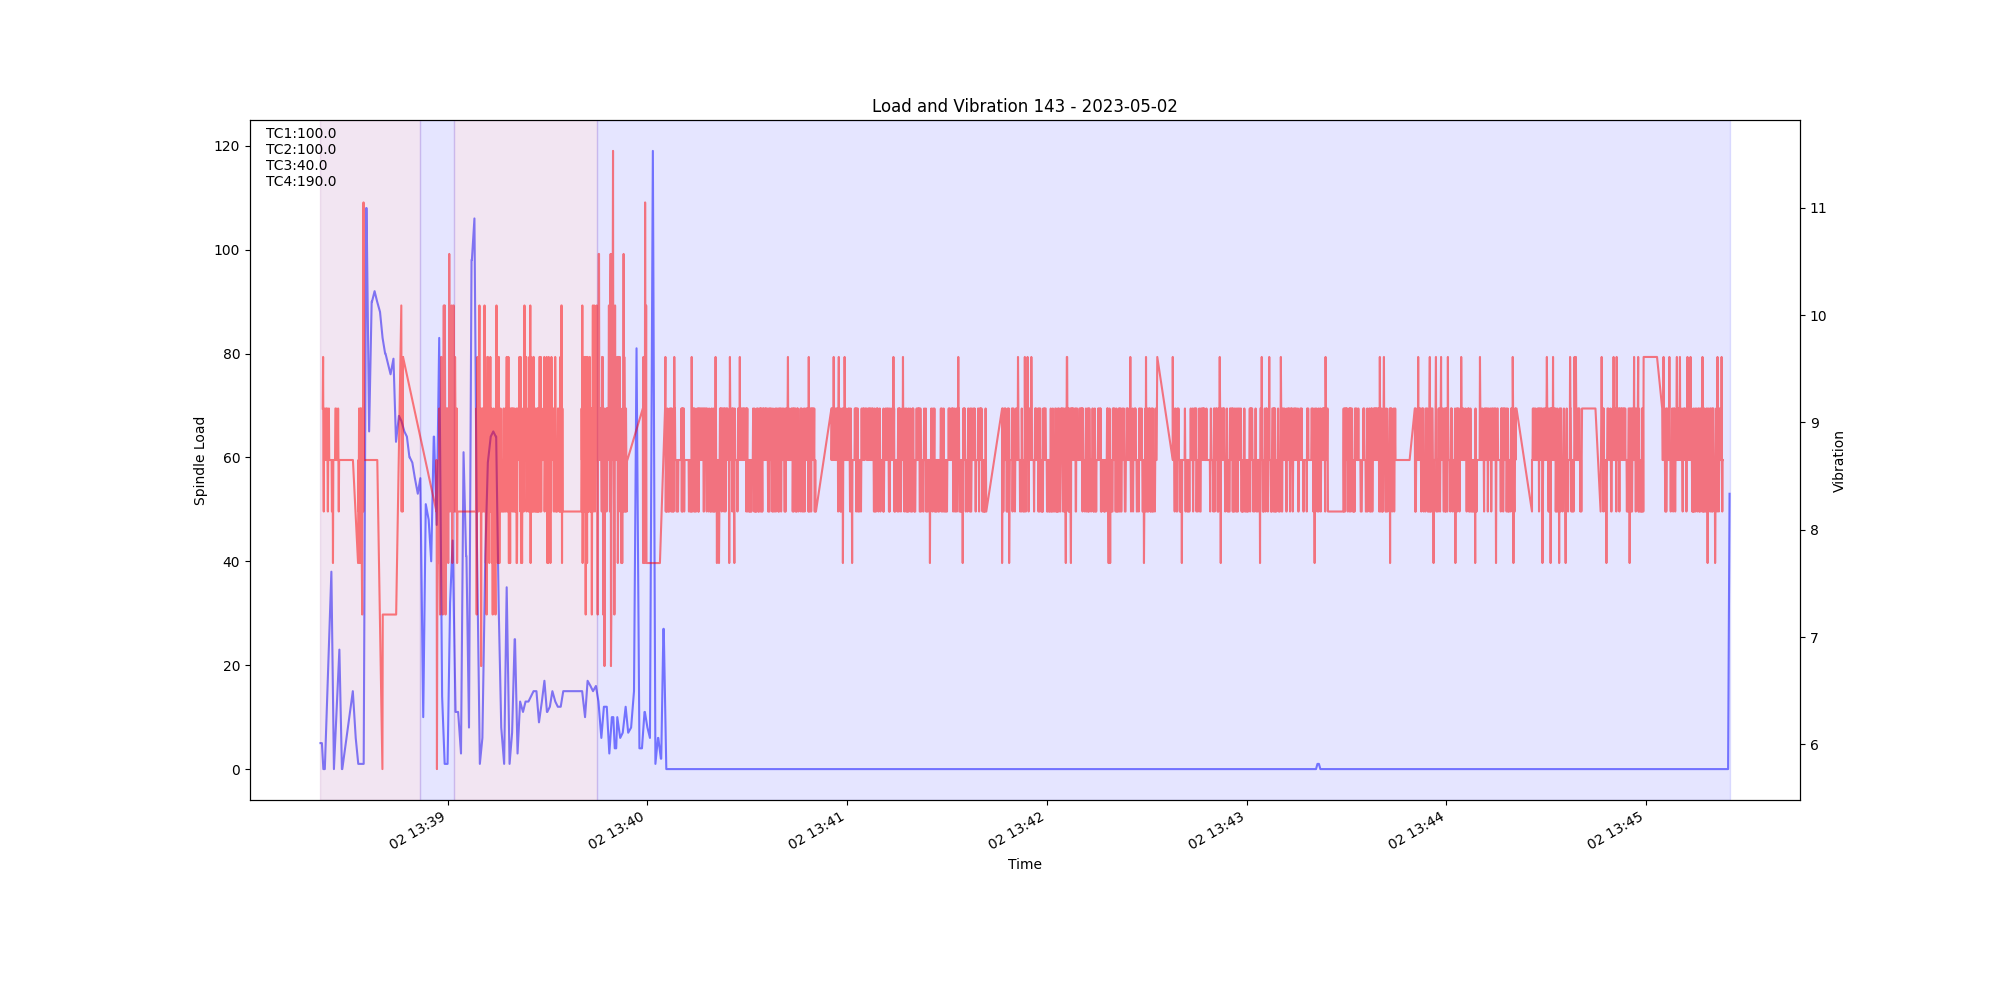 Load and Vibration 143 - 2023-05-02
TC1:100.0
TC2:100.0
TC3:40.0
TC4:190.0
120
100
80
60
40
20
0
Spindle Load
11
10
9
8
7
6
Vibration
02 13:39
02 13:40
02 13:41
02 13:42
02 13:43
02 13:44
02 13:45
Time